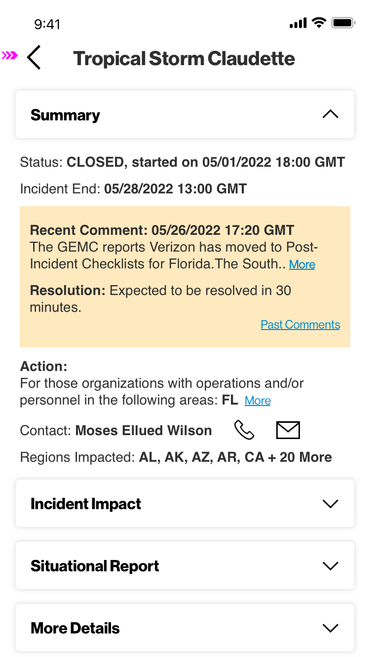 9:41
Tropical Storm Claudette
Summary
Status: CLOSED, started on 05/01/2022 18:00 GMT
Incident End: 05/28/2022 13:00 GMT
Recent Comment: 05/26/2022 17:20 GMT
The GEMC reports Verizon has moved to Post-
Incident Checklists for Florida.The South.. More
Resolution: Expected to be resolved in 30
minutes.
Past Comments
Action:
For those organizations with operations and/or
personnel in the following areas: FL More
Contact: Moses Ellued Wilson
Regions Impacted: AL, AK, AZ, AR, CA + 20 More
Incident Impact
Situational Report
More Details